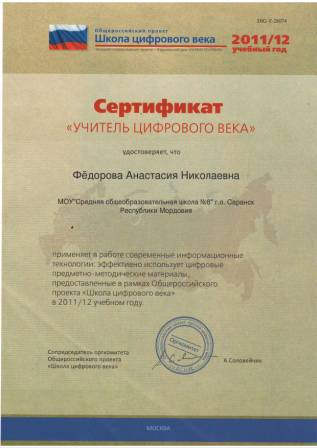 Общероссийский проект
Школа цифрового века
2011/12
учебный год
Сертификат
«УЧИТЕЛЬ ЦИФРОВОГО ВЕКА»
удостоверяет, что
Фёдорова Анастасия Николаевна
МОУ"Средняя общеобразовательная школа №6" г.о. Саранск
Республики Мордовия
применяет в работе современные информационные
технологии: эффективно использует цифровые
предметно-методические материалы,
предоставленные в рамках Общероссийского
проекта «Школа цифрового века»
в 2011/12 учебном году.
Сопредседатель оргкомитета
Общероссийского проекта
«Школа цифрового века»
Оргкомитет
А.Соловейчик
МОСКВА